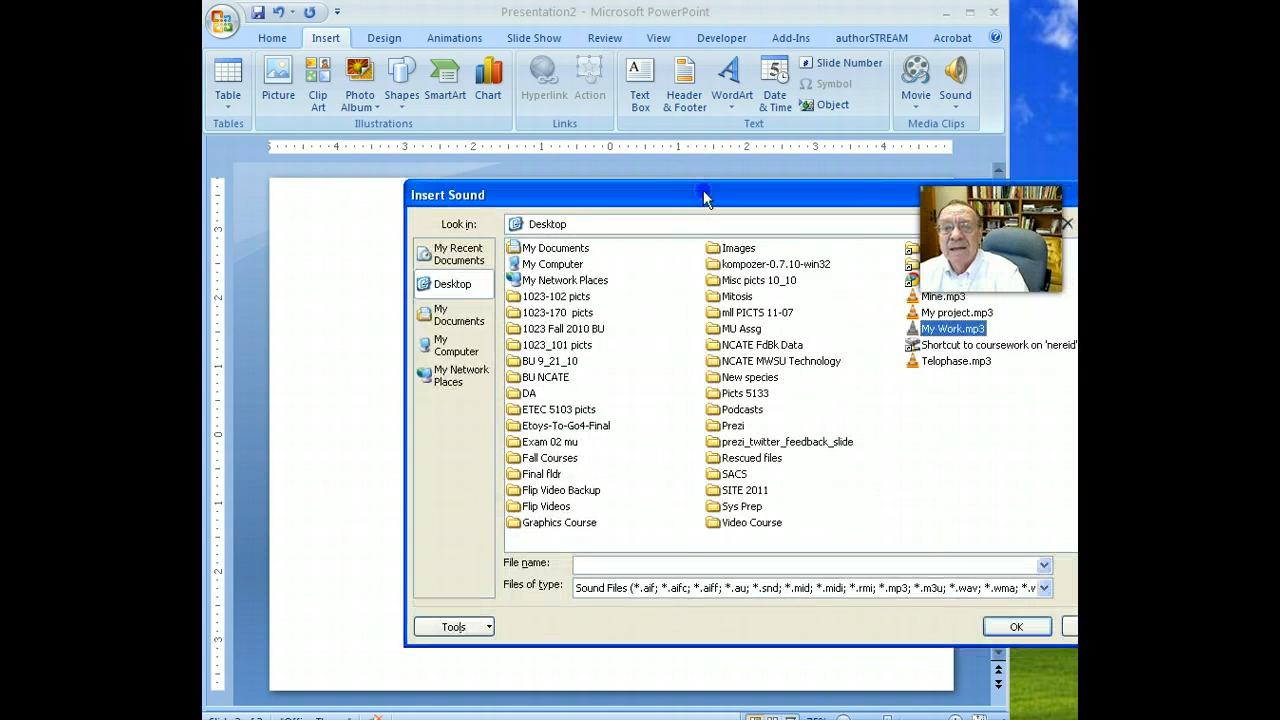 Presentation2 - Microsoft PowerPoint
Home Insert Design Animations Slide Show Review View Developer Add-Ins authorSTREAM Acrobat
Table
Picture
Clip Art
Photo Album
Shapes
SmartArt
Chart
Hyperlink
Action
Text Box
Header & Footer
WordArt
Date & Time
Slide Number
Symbol
Object
Movie
Sound
Tables Illustrations Links Text Media Clips
Insert Sound
Look in: Desktop
My Recent Documents
Desktop
My Documents
My Computer
My Network Places
My Documents
My Computer
My Network Places
1023-102 picts
1023-170 picts
1023 Fall 2010 BU
1023_101 picts
BU 9_21_10
BU NCATE
DA
ETEC 5103 picts
Etoys-To-Go4-Final
Exam 02 mu
Fall Courses
Final fldr
Flip Video Backup
Flip Videos
Graphics Course
Images
kompozer-0.7.10-win32
Misc picts 10_10
Mitosis
mll PICTS 11-07
MU Assg
NCATE FdBk Data
NCATE MWSU Technology
New species
Picts 5133
Podcasts
Prezi
prezi_twitter_feedback_slide
Rescued files
SACS
SITE 2011
Sys Prep
Video Course
Mine.mp3
My project.mp3
My Work.mp3
Shortcut to coursework on 'nereid'
Telophase.mp3
File name:
Files of type: Sound Files (*.aif; *.aifc; *.aiff; *.au; *.snd; *.mid; *.midi; *.rmi; *.mp3; *.m3u; *.wav; *.wma; *.
Tools OK